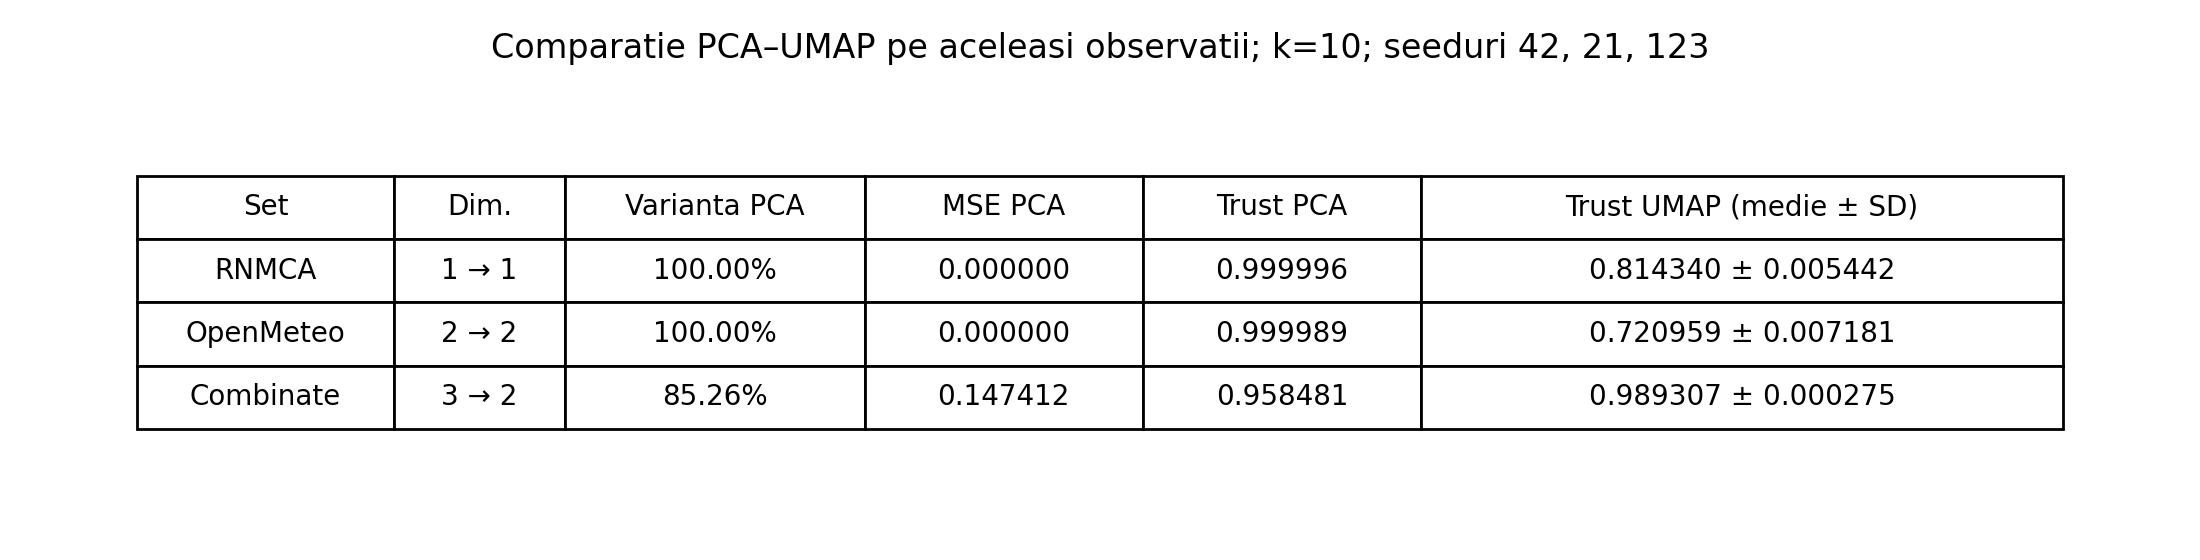 Comparatie PCA–UMAP pe aceleasi observatii; k=10; seeduri 42, 21, 123
Set Dim. Varianta PCA MSE PCA Trust PCA Trust UMAP (medie ± SD)
RNMCA 1 → 1 100.00% 0.000000 0.999996 0.814340 ± 0.005442
OpenMeteo 2 → 2 100.00% 0.000000 0.999989 0.720959 ± 0.007181
Combinate 3 → 2 85.26% 0.147412 0.958481 0.989307 ± 0.000275